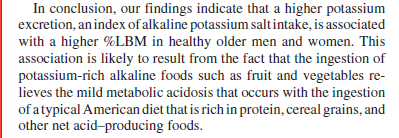 In conclusion, our findings indicate that a higher potassium
excretion, an index of alkaline potassium salt intake, is associated
with a higher %LBM in healthy older men and women. This
association is likely to result from the fact that the ingestion of
potassium-rich alkaline foods such as fruit and vegetables re-
lieves the mild metabolic acidosis that occurs with the ingestion
of a typical American diet that is rich in protein, cereal grains, and
other net acid–producing foods.